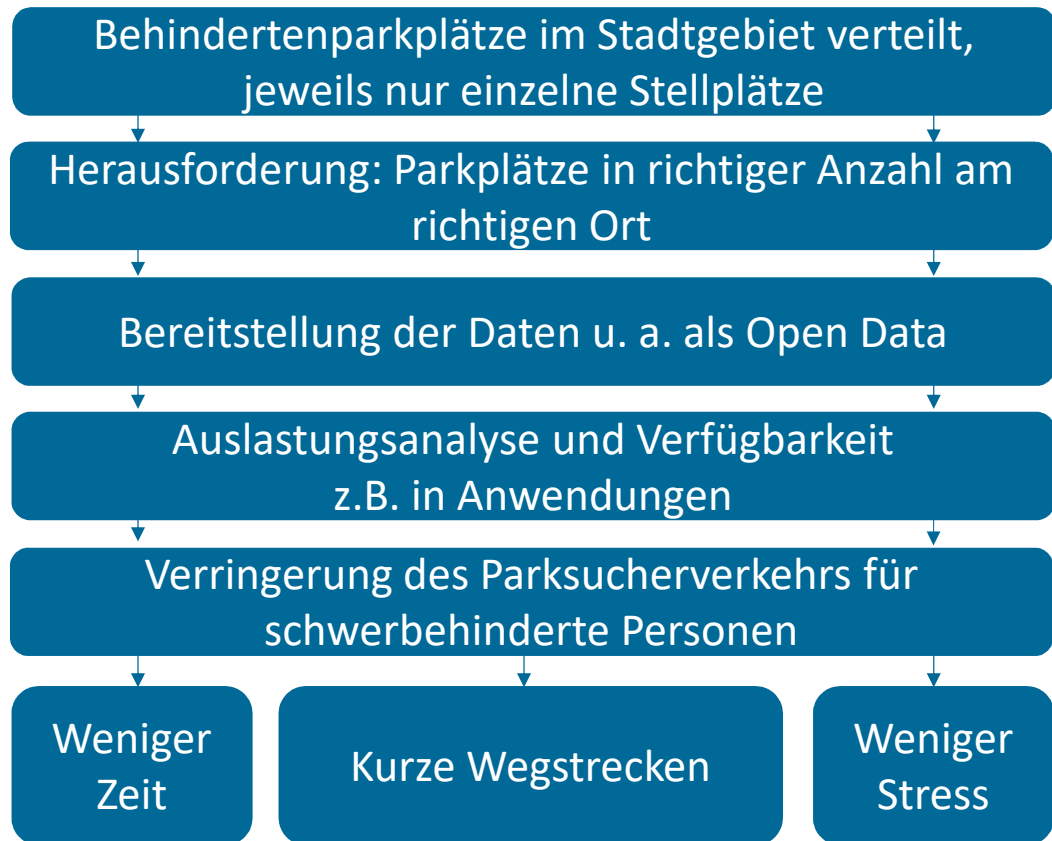 Behindertenparkplätze im Stadtgebiet verteilt,
jeweils nur einzelne Stellplätze
Herausforderung: Parkplätze in richtiger Anzahl am
richtigen Ort
Bereitstellung der Daten u. a. als Open Data
Auslastungsanalyse und Verfügbarkeit
z.B. in Anwendungen
Verringerung des Parksucherverkehrs für
schwerbehinderte Personen
Weniger
Zeit
Kurze Wegstrecken
Weniger
Stress